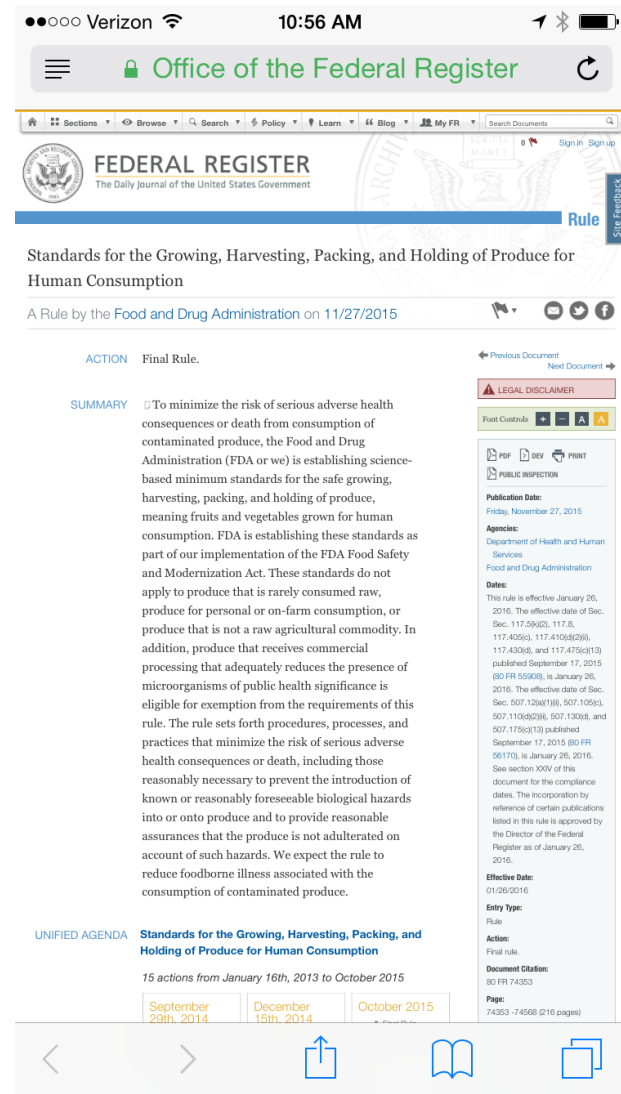 Verizon 10:56 AM
Office of the Federal Register
Sections Browse Search Policy Learn Blog My FR Search Documents
SCRIPTA
MANET
0 Sign in Sign up
FEDERAL REGISTER
The Daily Journal of the United States Government
ARCHIV
Site Feedback
Rule
Standards for the Growing, Harvesting, Packing, and Holding of Produce for
Human Consumption
A Rule by the Food and Drug Administration on 11/27/2015
ACTION Final Rule.
SUMMARY To minimize the risk of serious adverse health
consequences or death from consumption of
contaminated produce, the Food and Drug
Administration (FDA or we) is establishing science-
based minimum standards for the safe growing,
harvesting, packing, and holding of produce,
meaning fruits and vegetables grown for human
consumption. FDA is establishing these standards as
part of our implementation of the FDA Food Safety
and Modernization Act. These standards do not
apply to produce that is rarely consumed raw,
produce for personal or on-farm consumption, or
produce that is not a raw agricultural commodity. In
addition, produce that receives commercial
processing that adequately reduces the presence of
microorganisms of public health significance is
eligible for exemption from the requirements of this
rule. The rule sets forth procedures, processes, and
practices that minimize the risk of serious adverse
health consequences or death, including those
reasonably necessary to prevent the introduction of
known or reasonably foreseeable biological hazards
into or onto produce and to provide reasonable
assurances that the produce is not adulterated on
account of such hazards. We expect the rule to
reduce foodborne illness associated with the
consumption of contaminated produce.
UNIFIED AGENDA Standards for the Growing, Harvesting, Packing, and
Holding of Produce for Human Consumption
15 actions from January 16th, 2013 to October 2015
September
29th, 2014
December
15th, 2014
October 2015
Final Rule
Previous Document
Next Document
LEGAL DISCLAIMER
Font Controls + − A A
PDF DEV PRINT
PUBLIC INSPECTION
Publication Date:
Friday, November 27, 2015
Agencies:
Department of Health and Human
Services
Food and Drug Administration
Dates:
This rule is effective January 26,
2016. The effective date of Sec.
Sec. 117.5(k)(2), 117.8,
117.405(c), 117.410(d)(2)(ii),
117.430(d), and 117.475(c)(13)
published September 17, 2015
(80 FR 55908), is January 26,
2016. The effective date of Sec.
Sec. 507.12(a)(1)(ii), 507.105(c),
507.110(d)(2)(ii), 507.130(d), and
507.175(c)(13) published
September 17, 2015 (80 FR
56170), is January 26, 2016.
See section XXIV of this
document for the compliance
dates. The incorporation by
reference of certain publications
listed in this rule is approved by
the Director of the Federal
Register as of January 26,
2016.
Effective Date:
01/26/2016
Entry Type:
Rule
Action:
Final rule.
Document Citation:
80 FR 74353
Page:
74353 -74568 (216 pages)